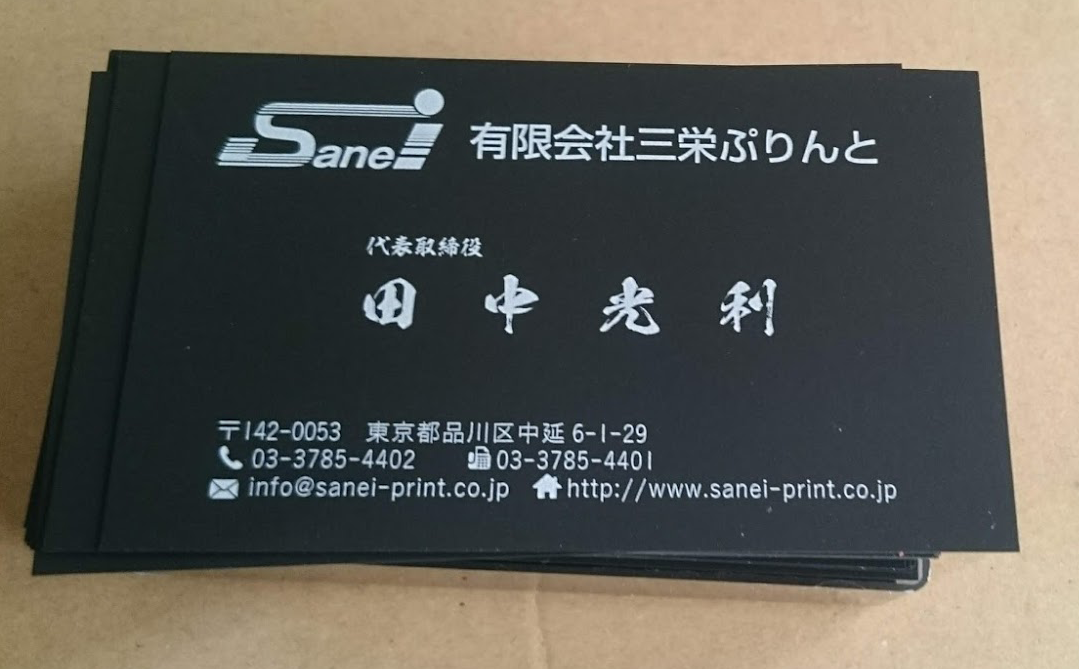 Sanei 有限会社三栄ぷりんと
代表取締役
田中光利
〒142-0053 東京都品川区中延6-1-29
03-3785-4402 03-3785-4401
info@sanei-print.co.jp http://www.sanei-print.co.jp